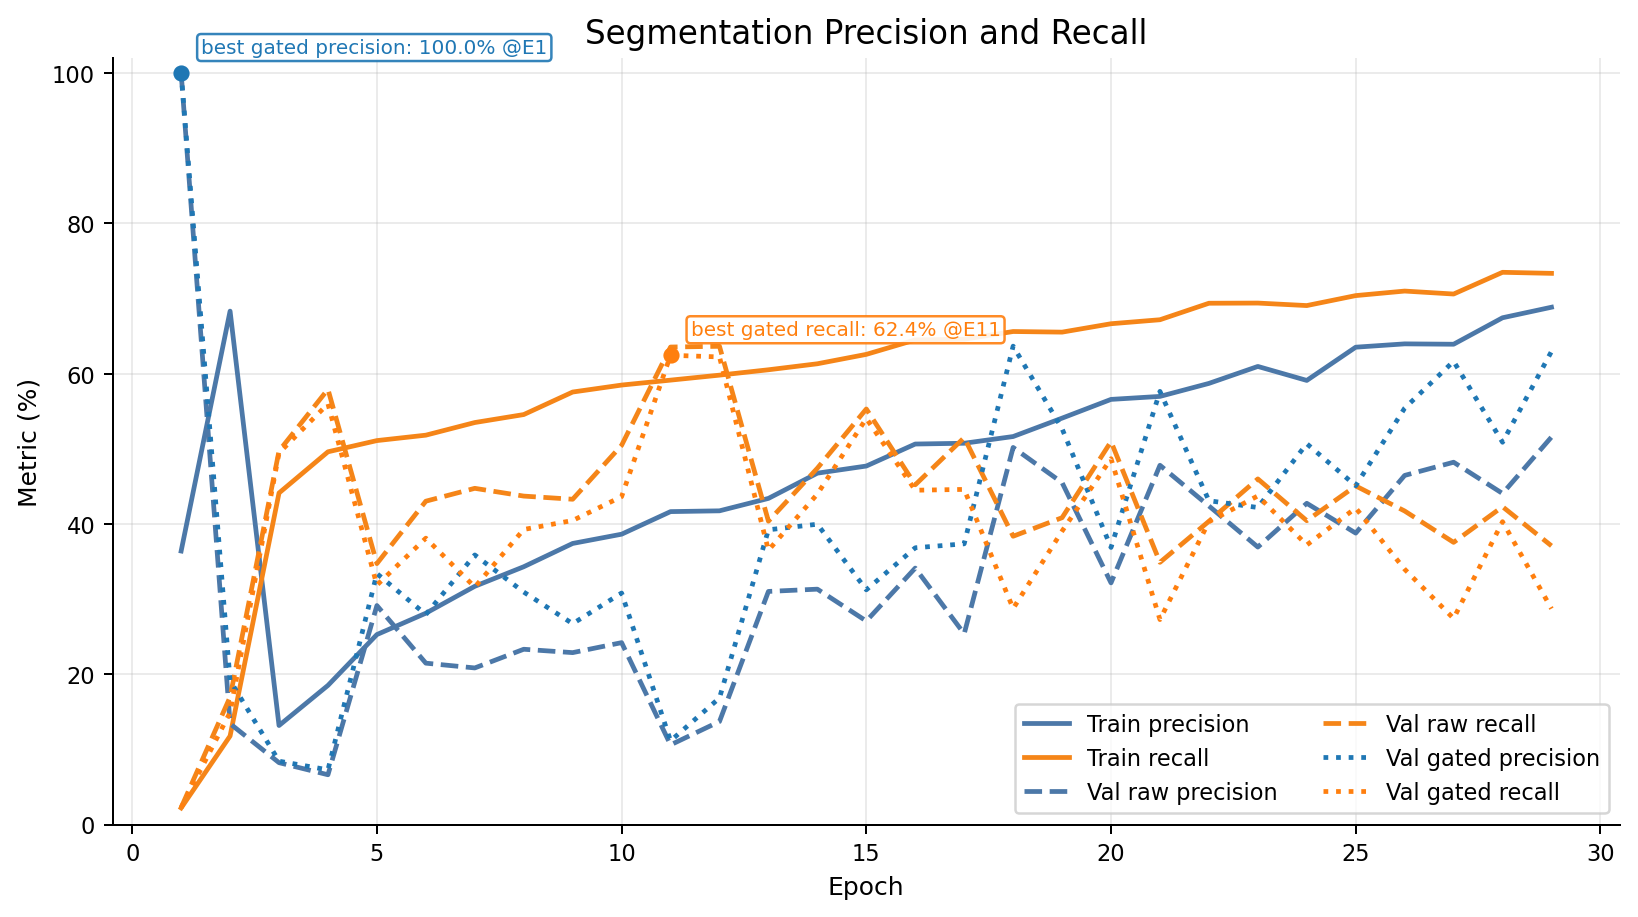 Segmentation Precision and Recall
best gated precision: 100.0% @E1
best gated recall: 62.4% @E11
Metric (%)
100
80
60
40
20
0
0 5 10 15 20 25 30
Epoch
Train precision
Train recall
Val raw precision
Val raw recall
Val gated precision
Val gated recall